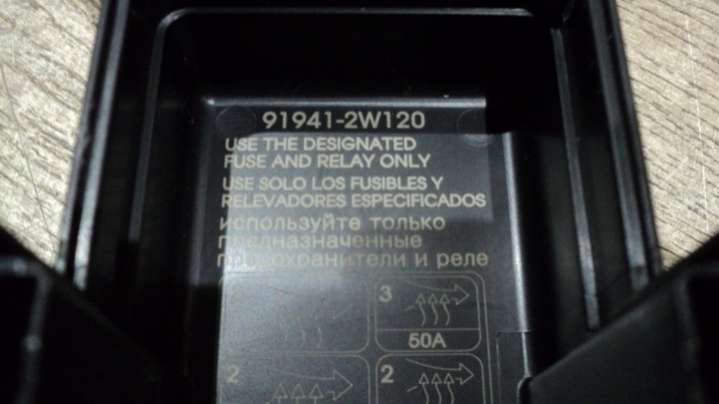 91941-2W120
USE THE DESIGNATED
FUSE AND RELAY ONLY
USE SOLO LOS FUSIBLES Y
RELEVADORES ESPECIFICADOS
используйте только
предназначенные
предохранители и реле
3
50A
2
2